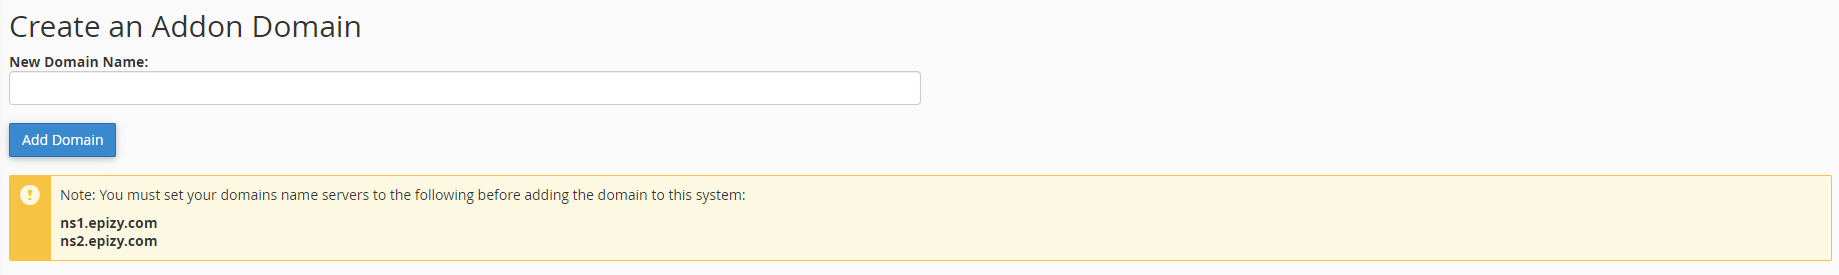 Create an Addon Domain
New Domain Name:
Add Domain
Note: You must set your domains name servers to the following before adding the domain to this system:
ns1.epizy.com
ns2.epizy.com